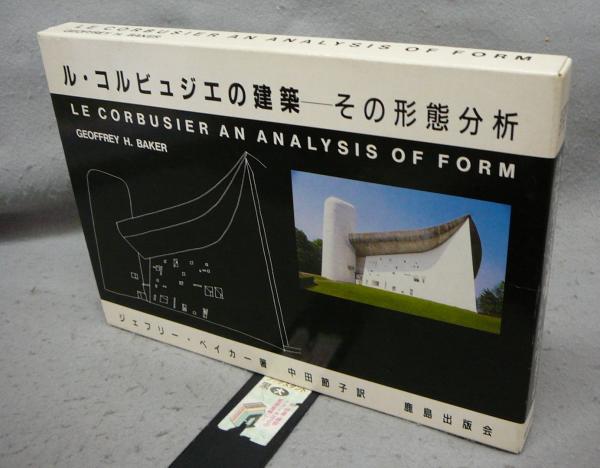 LE CORBUSIER AN ANALYSIS OF FORM
GEOFFREY H. BAKER
ル・コルビュジエの建築──その形態分析
LE CORBUSIER AN ANALYSIS OF FORM
GEOFFREY H. BAKER
ジェフリー・ベイカー著 中田節子訳 鹿島出版会